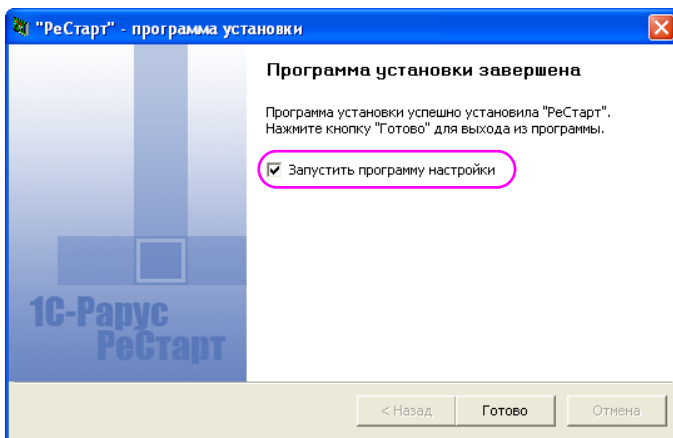 "РеСтарт" - программа установки
Программа установки завершена
Программа установки успешно установила "РеСтарт".
Нажмите кнопку "Готово" для выхода из программы.
Запустить программу настройки
1С-Рарус
РеСтарт
< Назад
Готово
Отмена